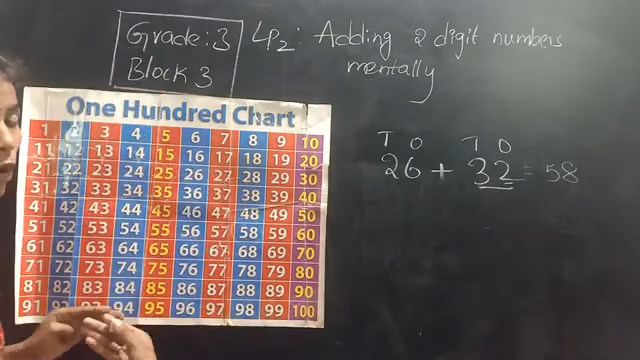 Grade: 3
Block 3
LP2: Adding 2 digit numbers
mentally
One Hundred Chart
1 2 3 4 5 6 7 8 9 10
11 12 13 14 15 16 17 18 19 20
21 22 23 24 25 26 27 28 29 30
31 32 33 34 35 36 37 38 39 40
41 42 43 44 45 46 47 48 49 50
51 52 53 54 55 56 57 58 59 60
61 62 63 64 65 66 67 68 69 70
71 72 73 74 75 76 77 78 79 80
81 82 83 84 85 86 87 88 89 90
91 92 93 94 95 96 97 98 99 100
T O T O
26 + 32 = 58